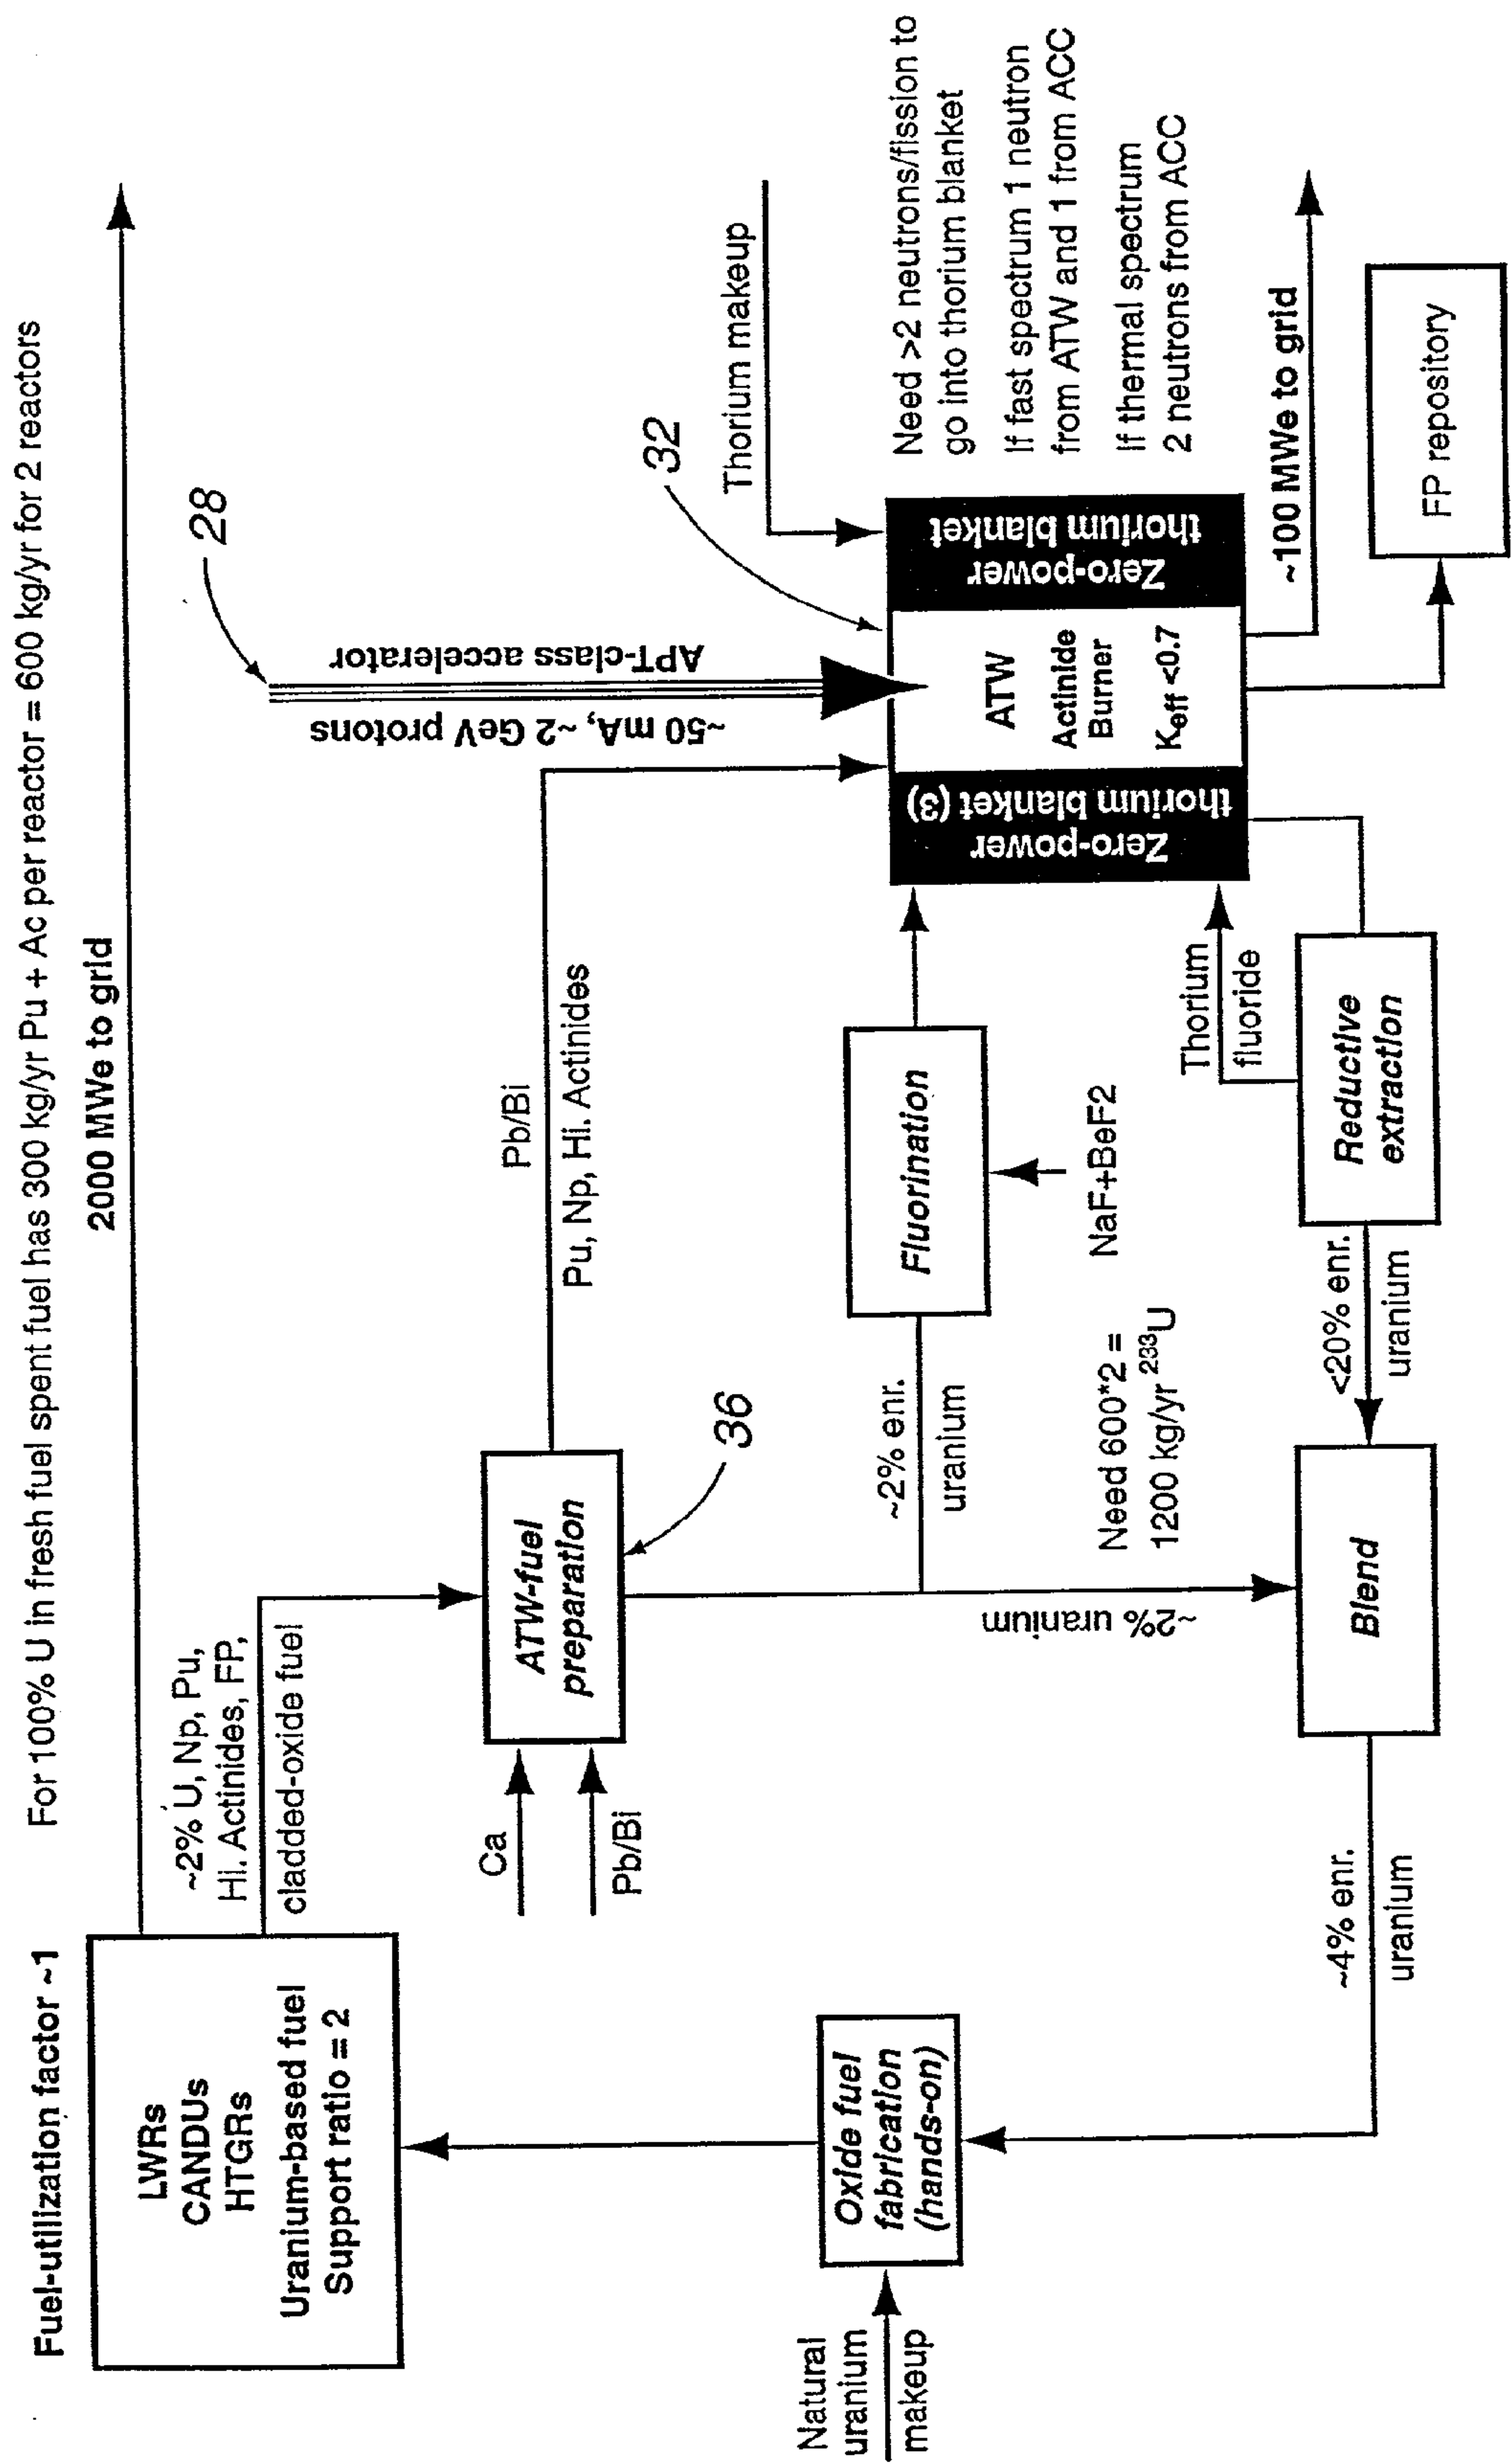 Fuel-utilization factor ~1
For 100% U in fresh fuel spent fuel has 300 kg/yr Pu + Ac per reactor = 600 kg/yr for 2 reactors
LWRs
CANDUs
HTGRs
Uranium-based fuel
Support ratio = 2
2000 MWe to grid
~2% U, Np, Pu,
Hi. Actinides, FP,
cladded-oxide fuel
Ca
Pb/Bi
ATW-fuel
preparation
36
Pb/Bi
Pu, Np, Hi. Actinides
28
~50 mA, ~2 GeV protons
APT-class accelerator
32
Thorium makeup
Natural
uranium
makeup
Oxide fuel
fabrication
(hands-on)
~2% uranium
~2% enr.
uranium
Fluorination
NaF+BeF2
Need 600*2 =
1200 kg/yr ²³³U
Zero-power
thorium blanket (3)
ATW
Actinide
Burner
Keff <0.7
Zero-power
thorium blanket
Need >2 neutrons/fission to
go into thorium blanket
If fast spectrum 1 neutron
from ATW and 1 from ACC
If thermal spectrum
2 neutrons from ACC
~100 MWe to grid
FP repository
Thorium
fluoride
Reductive
extraction
<20% enr.
uranium
Blend
~4% enr.
uranium